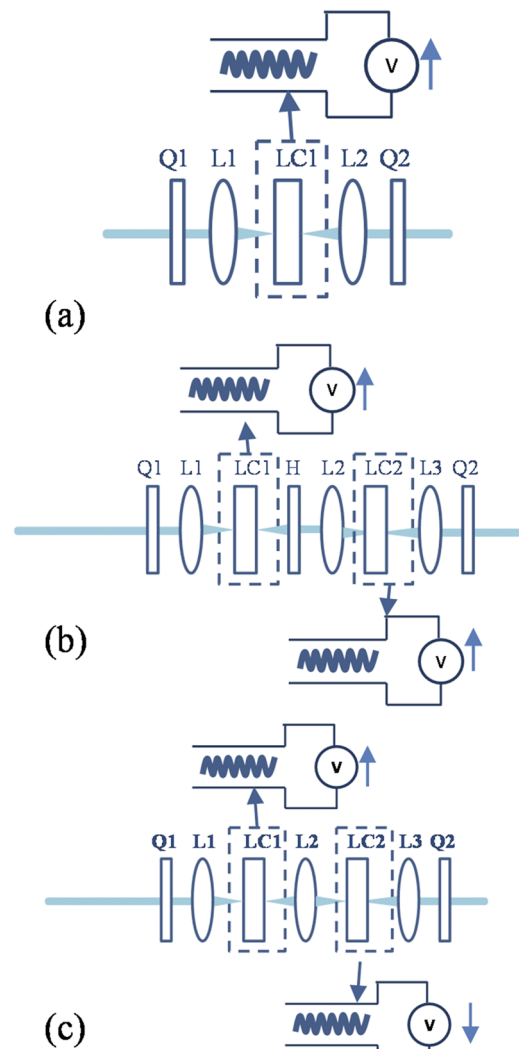 V
Q1 L1 LC1 L2 Q2
(a)
V
Q1 L1 LC1 H L2 LC2 L3 Q2
(b)
V
V
Q1 L1 LC1 L2 LC2 L3 Q2
(c)
V